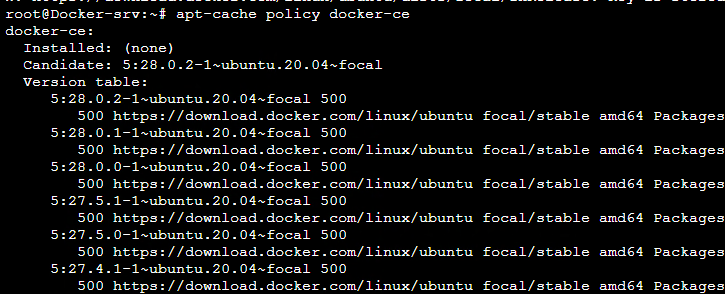 root@Docker-srv:~# apt-cache policy docker-ce
docker-ce:
  Installed: (none)
  Candidate: 5:28.0.2-1~ubuntu.20.04~focal
  Version table:
     5:28.0.2-1~ubuntu.20.04~focal 500
        500 https://download.docker.com/linux/ubuntu focal/stable amd64 Packages
     5:28.0.1-1~ubuntu.20.04~focal 500
        500 https://download.docker.com/linux/ubuntu focal/stable amd64 Packages
     5:28.0.0-1~ubuntu.20.04~focal 500
        500 https://download.docker.com/linux/ubuntu focal/stable amd64 Packages
     5:27.5.1-1~ubuntu.20.04~focal 500
        500 https://download.docker.com/linux/ubuntu focal/stable amd64 Packages
     5:27.5.0-1~ubuntu.20.04~focal 500
        500 https://download.docker.com/linux/ubuntu focal/stable amd64 Packages
     5:27.4.1-1~ubuntu.20.04~focal 500
        500 https://download.docker.com/linux/ubuntu focal/stable amd64 Packages